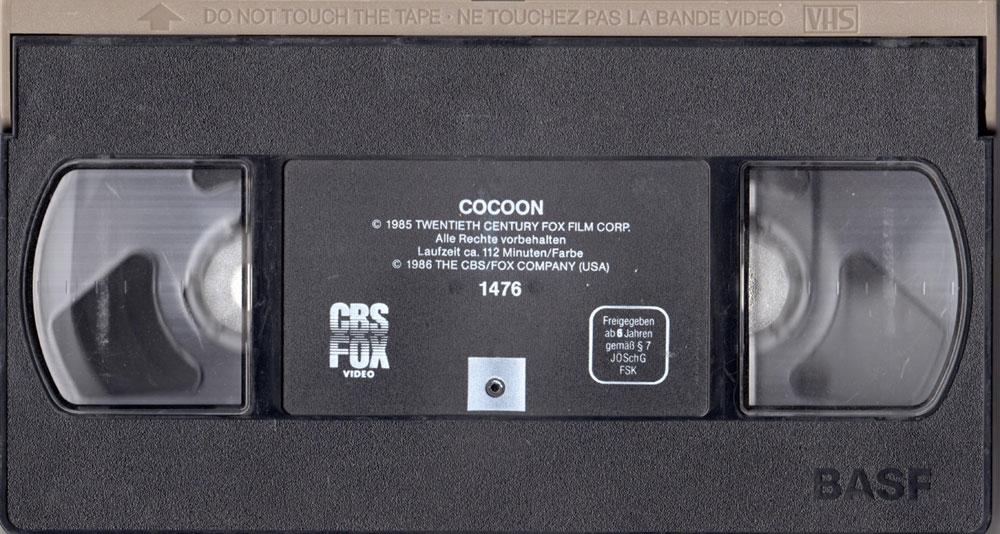 DO NOT TOUCH THE TAPE · NE TOUCHEZ PAS LA BANDE VIDEO VHS
COCOON
© 1985 TWENTIETH CENTURY FOX FILM CORP.
Alle Rechte vorbehalten
Laufzeit ca. 112 Minuten/Farbe
© 1986 THE CBS/FOX COMPANY (USA)
1476
CBS
FOX
VIDEO
Freigegeben
ab 6 Jahren
gemäß § 7
JÖSchG
FSK
BASF